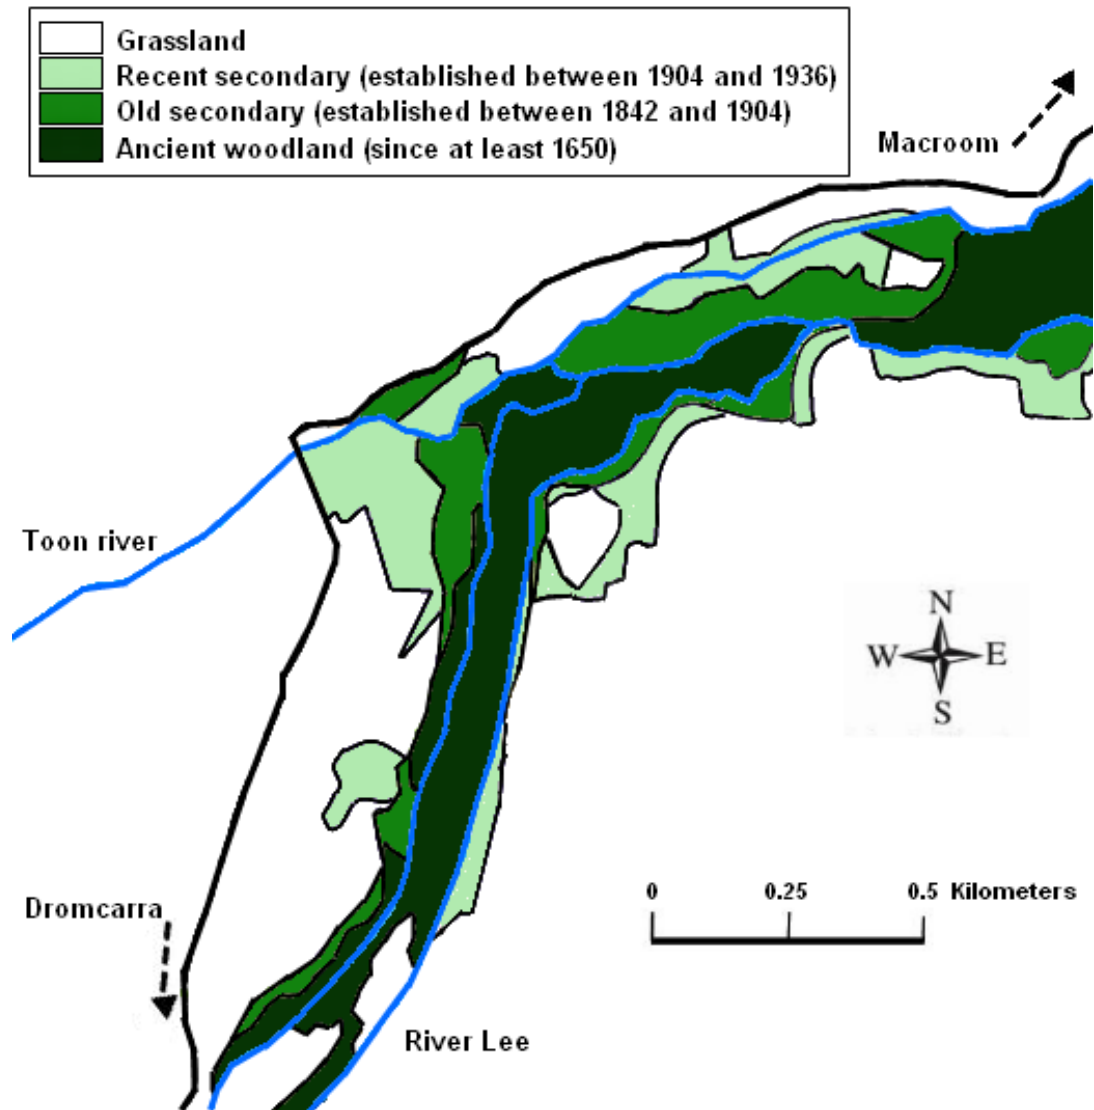 Grassland
Recent secondary (established between 1904 and 1936)
Old secondary (established between 1842 and 1904)
Ancient woodland (since at least 1650)
Macroom
Toon river
N
W E
S
0 0.25 0.5 Kilometers
Dromcarra
River Lee